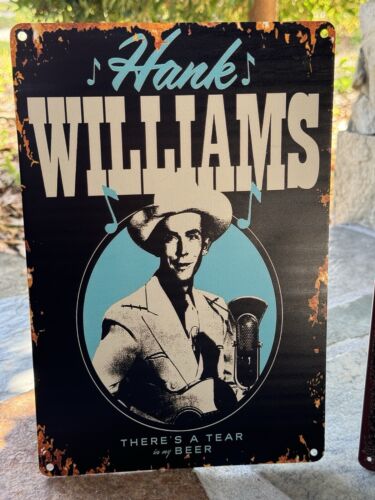 Hank
WILLIAMS
THERE'S A TEAR
in my BEER